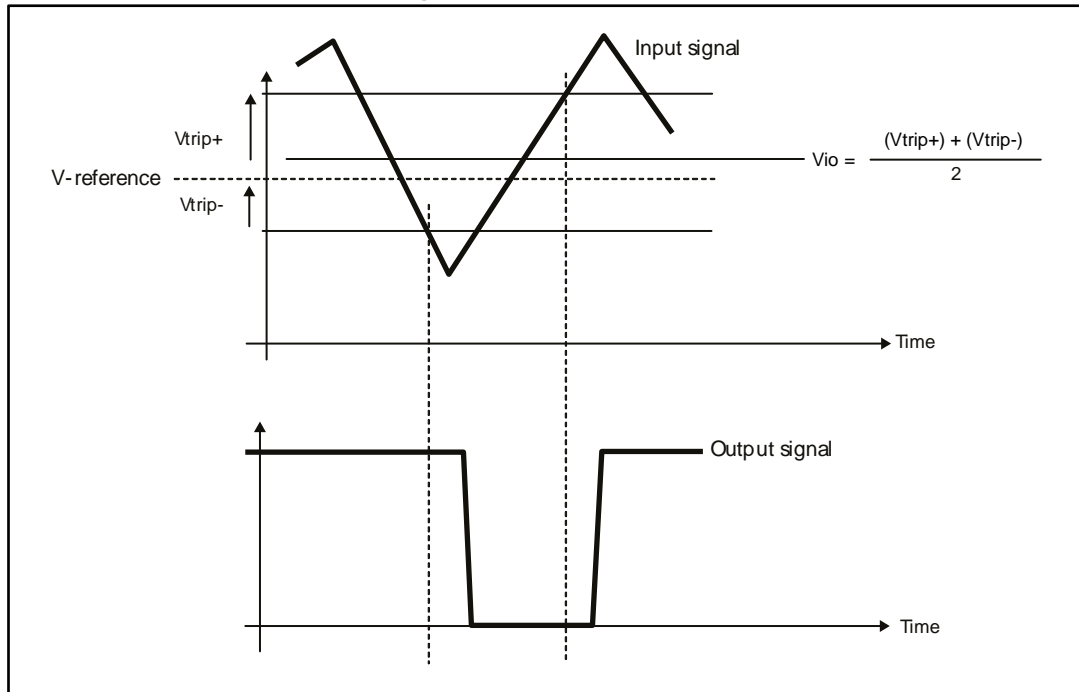 Input signal
Vtrip+
(Vtrip+) + (Vtrip-)
Vio =
2
V-reference
Vtrip-
Time
Output signal
Time